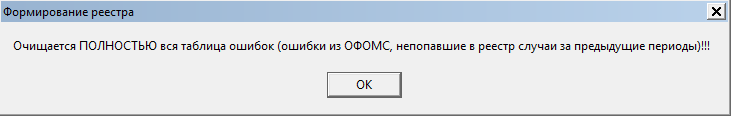 Формирование реестра
Очищается ПОЛНОСТЬЮ вся таблица ошибок (ошибки из ОФОМС, непопавшие в реестр случаи за предыдущие периоды)!!!
OK